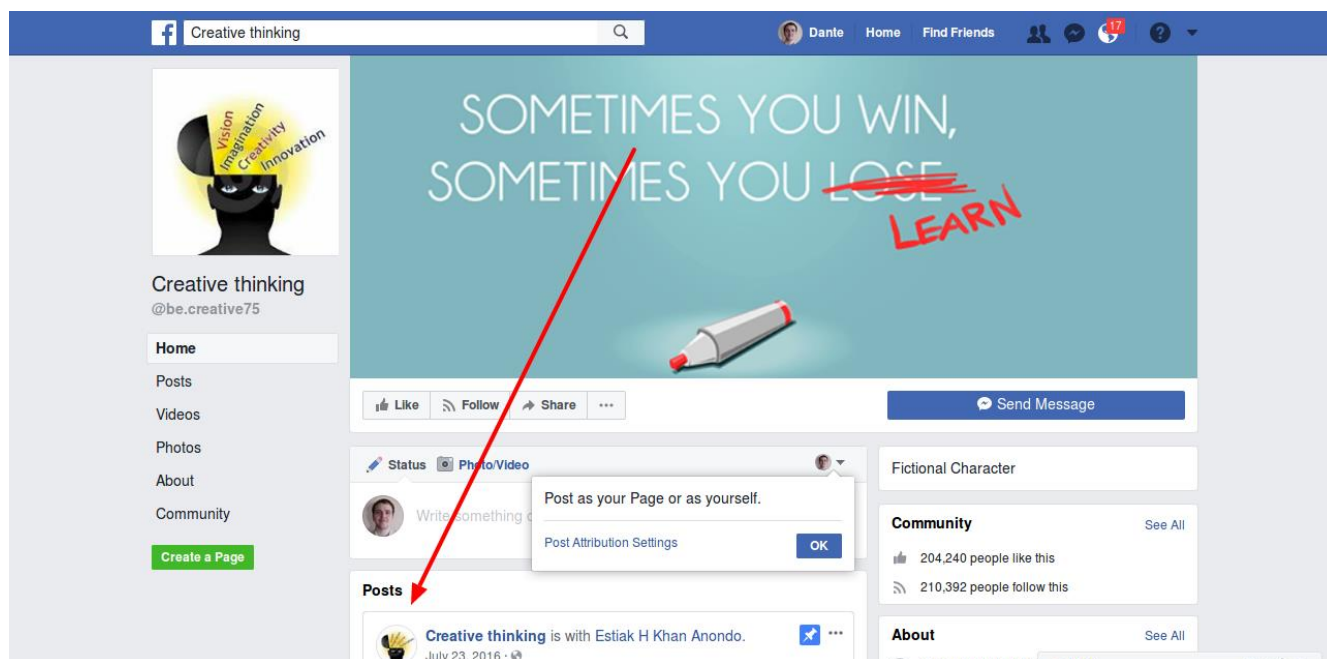 Creative thinking
Dante Home Find Friends 17
Vision
Imagination
Creativity
Innovation
SOMETIMES YOU WIN,
SOMETIMES YOU LOSE
LEARN
Creative thinking
@be.creative75
Home
Posts
Videos
Photos
About
Community
Create a Page
Like Follow Share
Send Message
Status Photo/Video
Write something
Post as your Page or as yourself.
Post Attribution Settings OK
Posts
Creative thinking is with Estiak H Khan Anondo.
July 23, 2016
Fictional Character
Community See All
204,240 people like this
210,392 people follow this
About See All